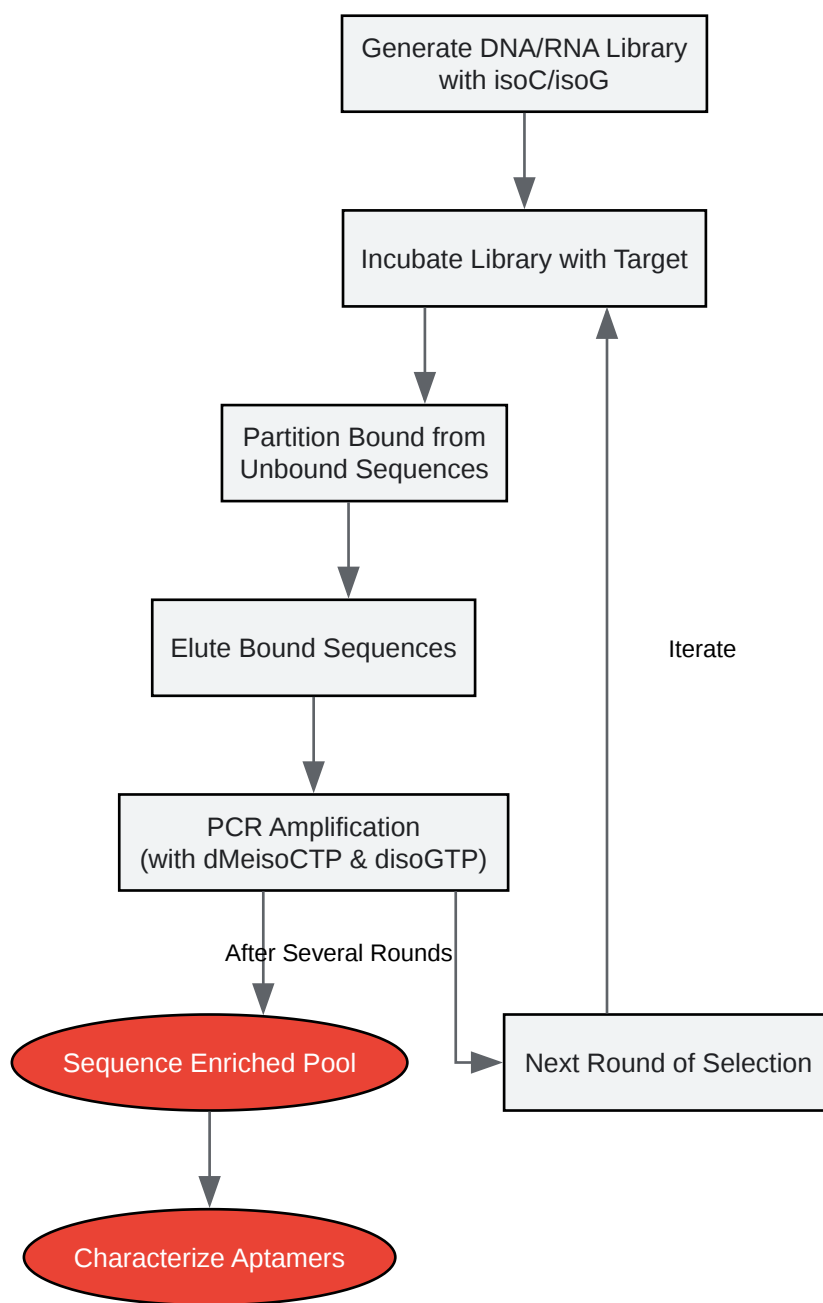 Generate DNA/RNA Library
with isoC/isoG
Incubate Library with Target
Partition Bound from
Unbound Sequences
Elute Bound Sequences
Iterate
PCR Amplification
(with dMeisoCTP & disoGTP)
After Several Rounds
Sequence Enriched Pool
Next Round of Selection
Characterize Aptamers